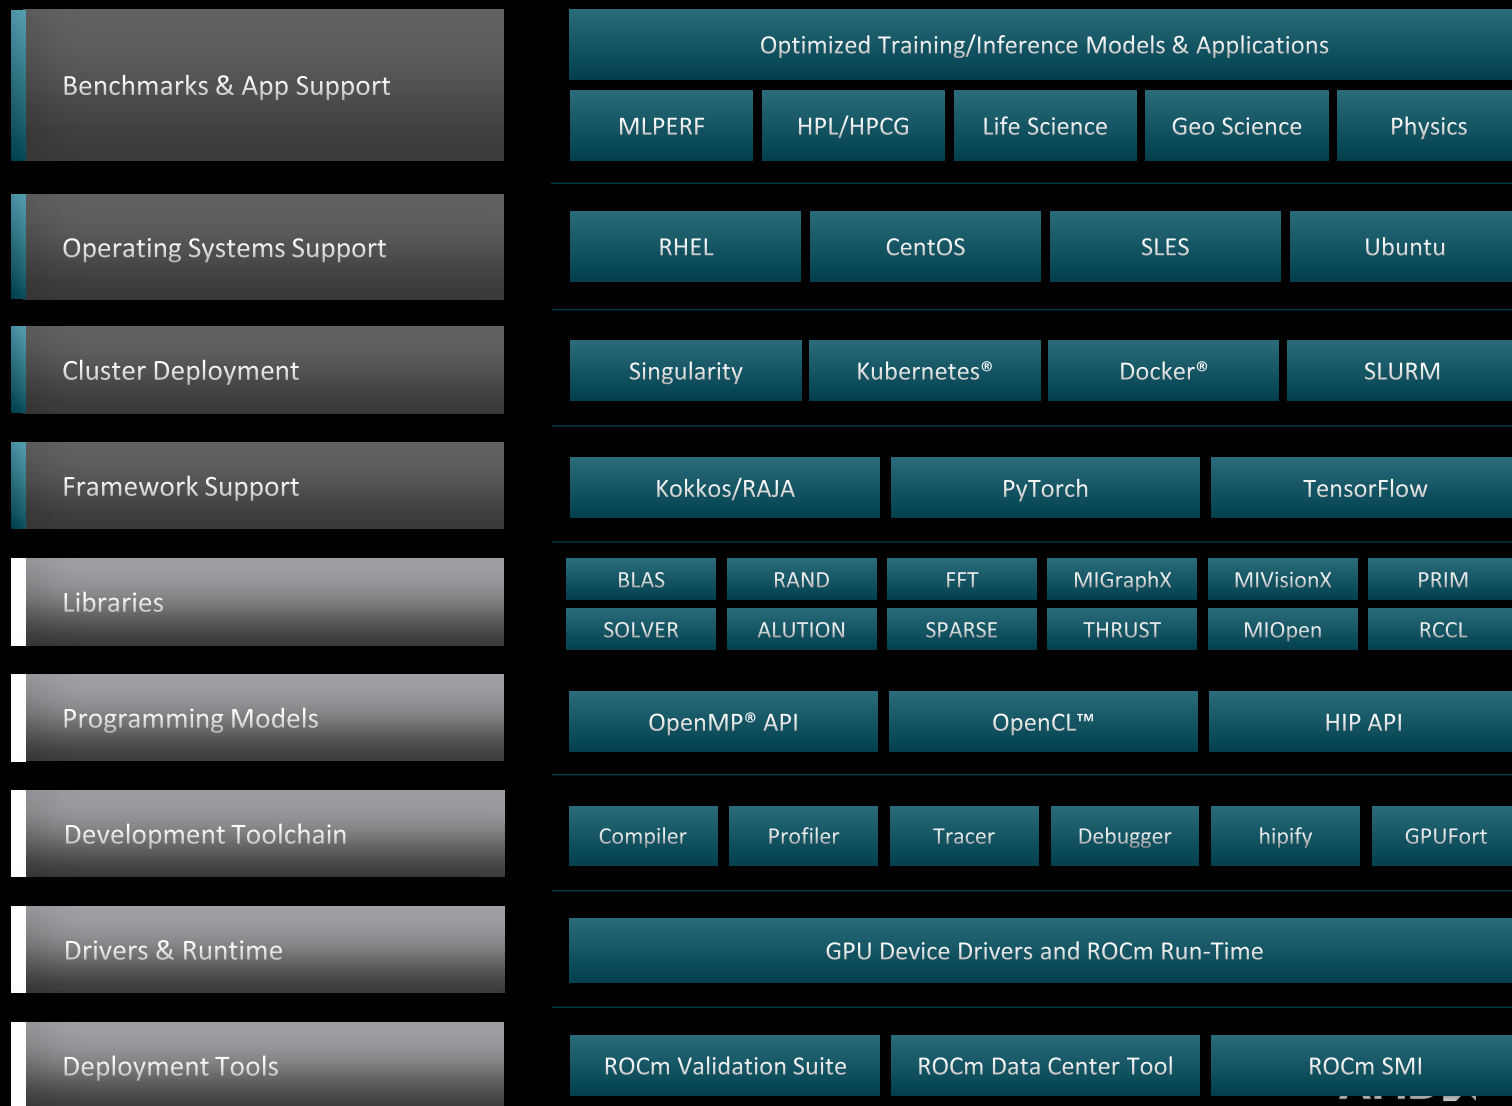 Benchmarks & App Support
Optimized Training/Inference Models & Applications
MLPERF
HPL/HPCG
Life Science
Geo Science
Physics
Operating Systems Support
RHEL
CentOS
SLES
Ubuntu
Cluster Deployment
Singularity
Kubernetes®
Docker®
SLURM
Framework Support
Kokkos/RAJA
PyTorch
TensorFlow
Libraries
BLAS
RAND
FFT
MIGraphX
MIVisionX
PRIM
SOLVER
ALUTION
SPARSE
THRUST
MIOpen
RCCL
Programming Models
OpenMP® API
OpenCL™
HIP API
Development Toolchain
Compiler
Profiler
Tracer
Debugger
hipify
GPUFort
Drivers & Runtime
GPU Device Drivers and ROCm Run-Time
Deployment Tools
ROCm Validation Suite
ROCm Data Center Tool
ROCm SMI